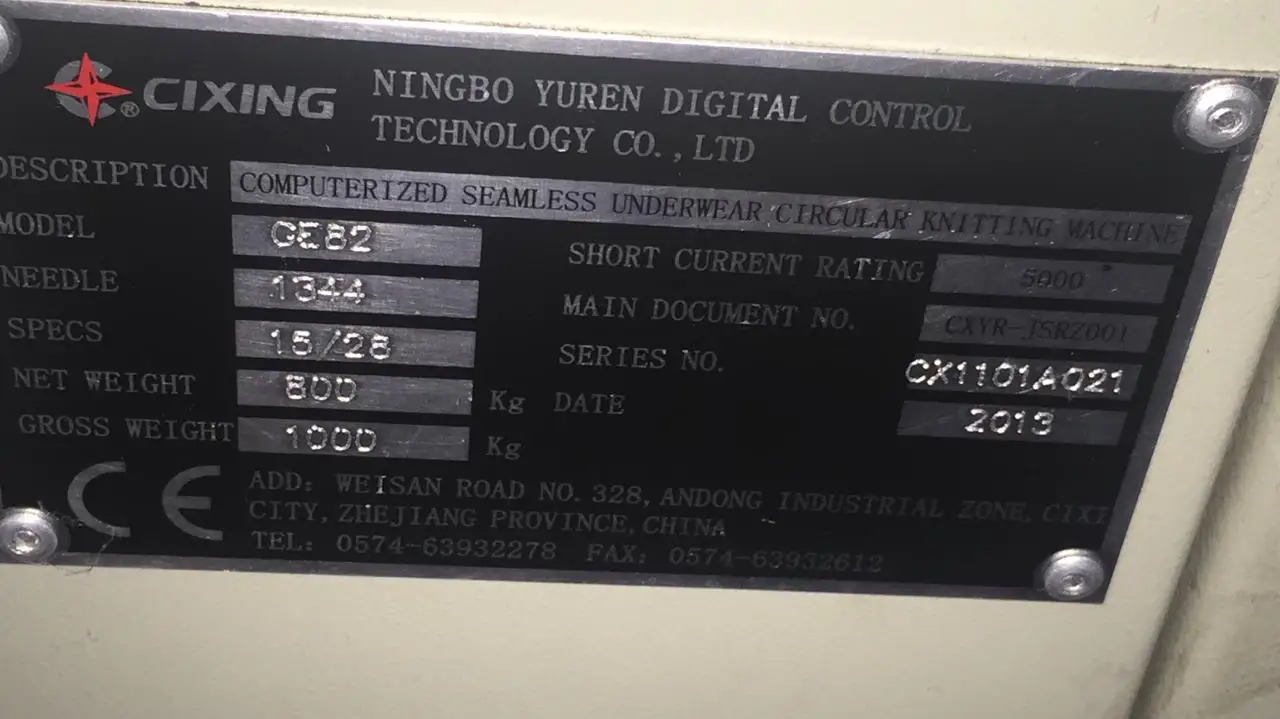 CIXING®
NINGBO YUREN DIGITAL CONTROL
TECHNOLOGY CO.,LTD
DESCRIPTION COMPUTERIZED SEAMLESS UNDERWEAR CIRCULAR KNITTING MACHINE
MODEL GE82
SHORT CURRENT RATING 5000
NEEDLE 1344
MAIN DOCUMENT NO. CXYR-JSRZ001
SPECS 15/28
SERIES NO. CX1101A021
NET WEIGHT 800 Kg
DATE 2013
GROSS WEIGHT 1000 Kg
CE
ADD: WEISAN ROAD NO.328,ANDONG INDUSTRIAL ZONE,CIXI
CITY,ZHEJIANG PROVINCE,CHINA
TEL: 0574-63932278 FAX: 0574-63932612